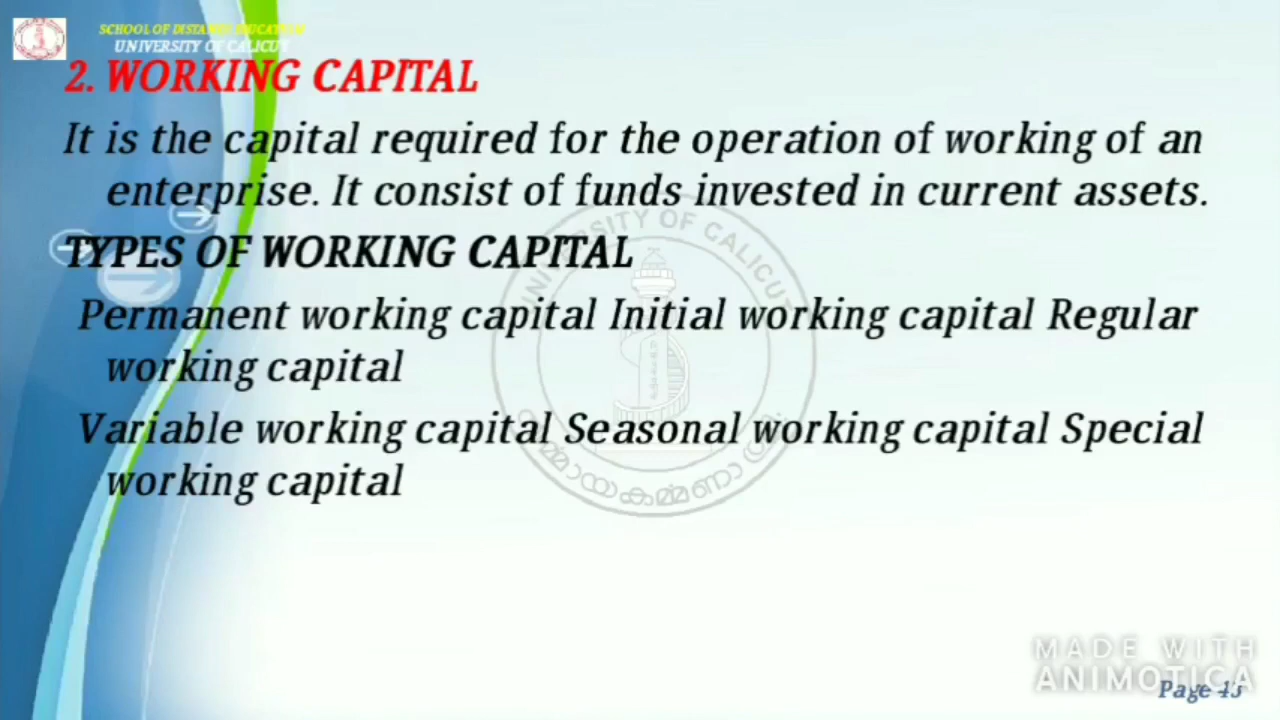 SCHOOL OF DISTANCE EDUCATION
UNIVERSITY OF CALICUT
2. WORKING CAPITAL
It is the capital required for the operation of working of an
enterprise. It consist of funds invested in current assets.
TYPES OF WORKING CAPITAL
Permanent working capital Initial working capital Regular
working capital
Variable working capital Seasonal working capital Special
working capital
UNIVERSITY OF CALICUT
MADE WITH
ANIMOTICA
Page 43